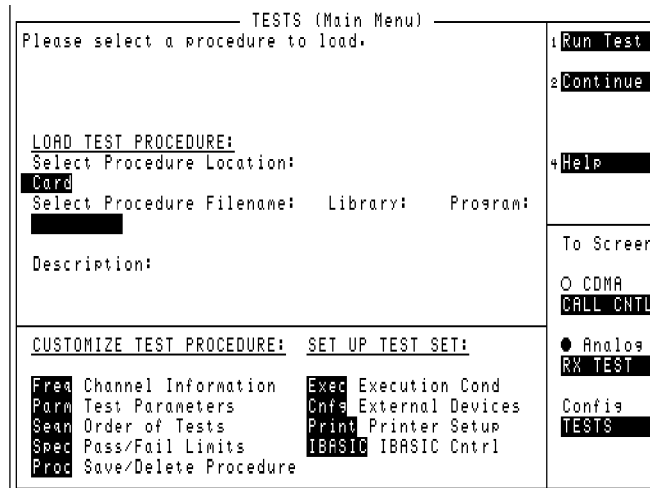 TESTS (Main Menu)
Please select a procedure to load.
LOAD TEST PROCEDURE:
Select Procedure Location:
Card
Select Procedure Filename: Library: Program:
Description:
CUSTOMIZE TEST PROCEDURE:
Freq Channel Information
Parm Test Parameters
Seqn Order of Tests
Spec Pass/Fail Limits
Proc Save/Delete Procedure
SET UP TEST SET:
Exec Execution Cond
Cnfg External Devices
Print Printer Setup
IBASIC IBASIC Cntrl
1 Run Test
2 Continue
4 Help
To Screen
CDMA
CALL CNTL
Analog
RX TEST
Config
TESTS